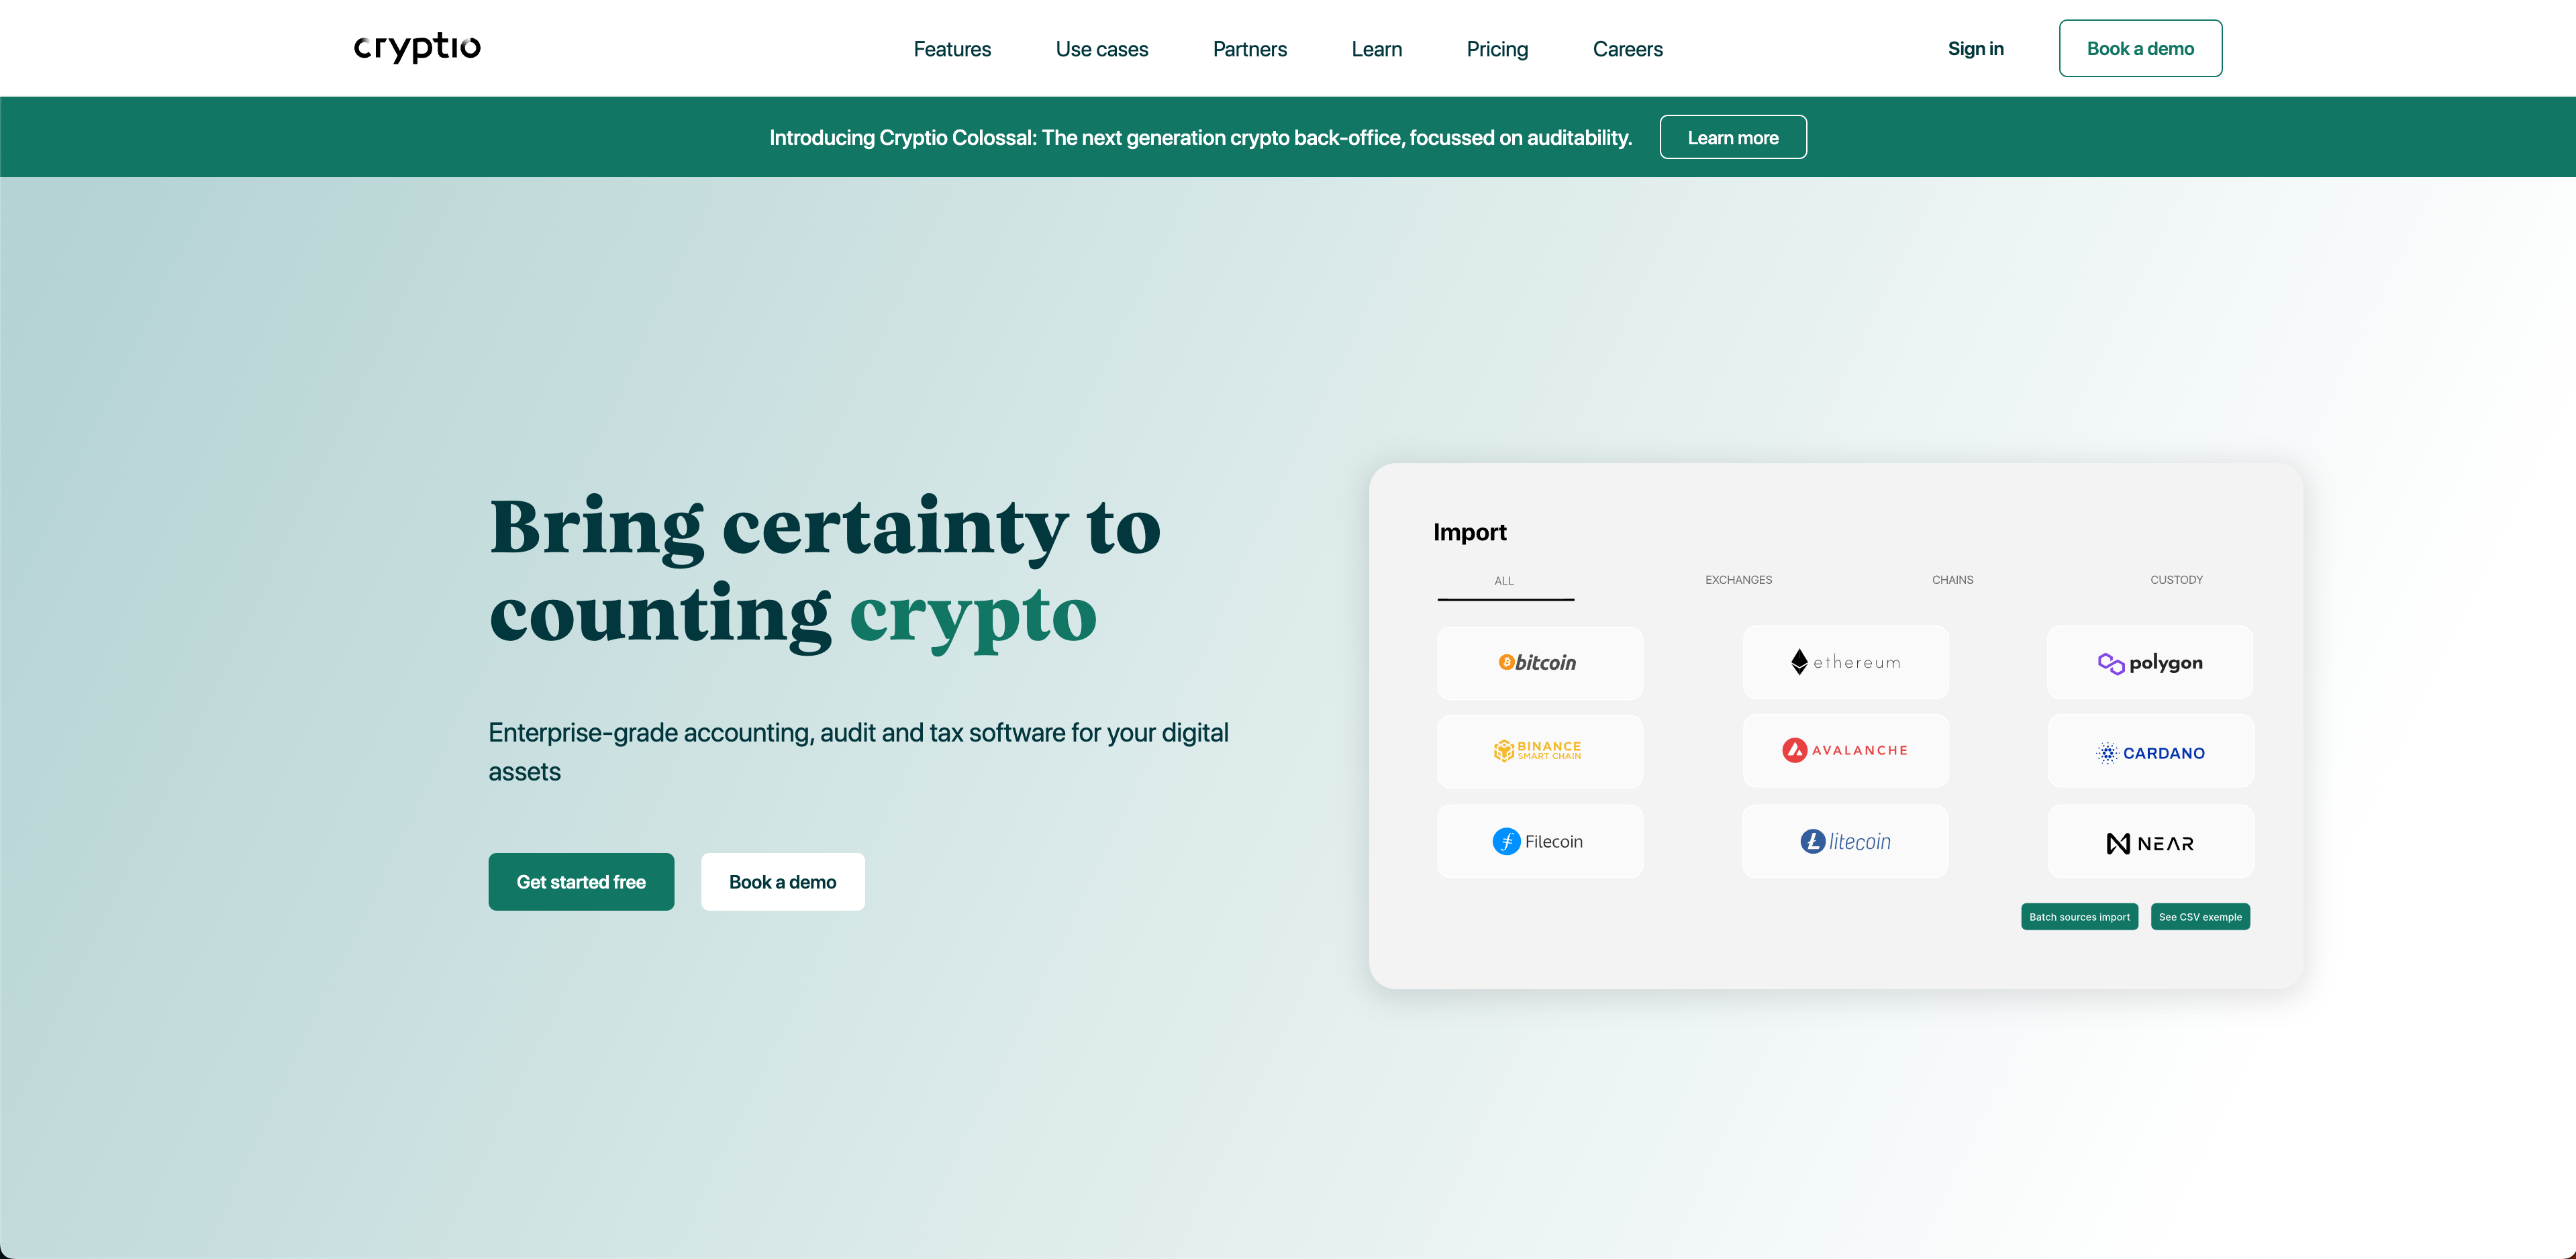 cryptio
Features Use cases Partners Learn Pricing Careers Sign in Book a demo
Introducing Cryptio Colossal: The next generation crypto back-office, focussed on auditability. Learn more
Bring certainty to
counting crypto
Enterprise-grade accounting, audit and tax software for your digital
assets
Get started free Book a demo
Import
ALL EXCHANGES CHAINS CUSTODY
bitcoin ethereum polygon
BINANCE
SMART CHAIN
AVALANCHE CARDANO
Filecoin litecoin NEAR
Batch sources import See CSV exemple